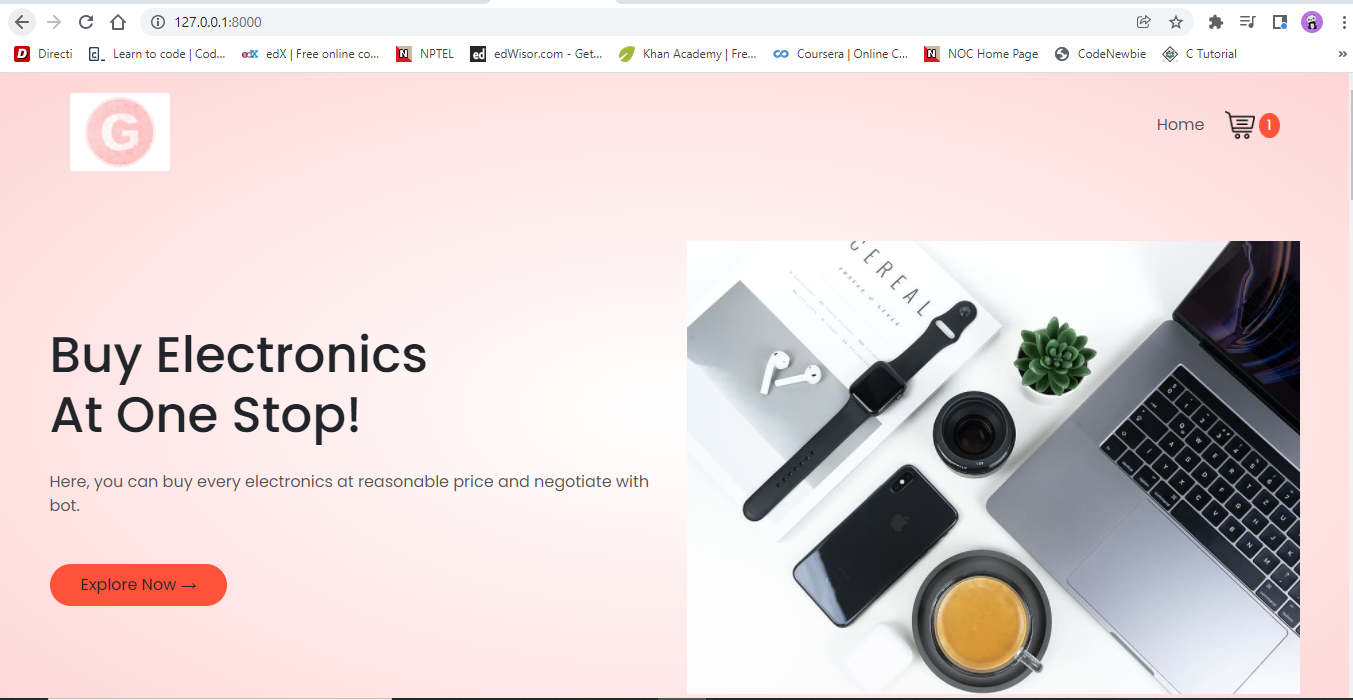 127.0.0.1:8000
Directi
Learn to code | Cod...
edX | Free online co...
NPTEL
edWisor.com - Get...
Khan Academy | Fre...
Coursera | Online C...
NOC Home Page
CodeNewbie
C Tutorial
»
G
Home
1
CEREAL
Buy Electronics
At One Stop!
Here, you can buy every electronics at reasonable price and negotiate with
bot.
Explore Now →